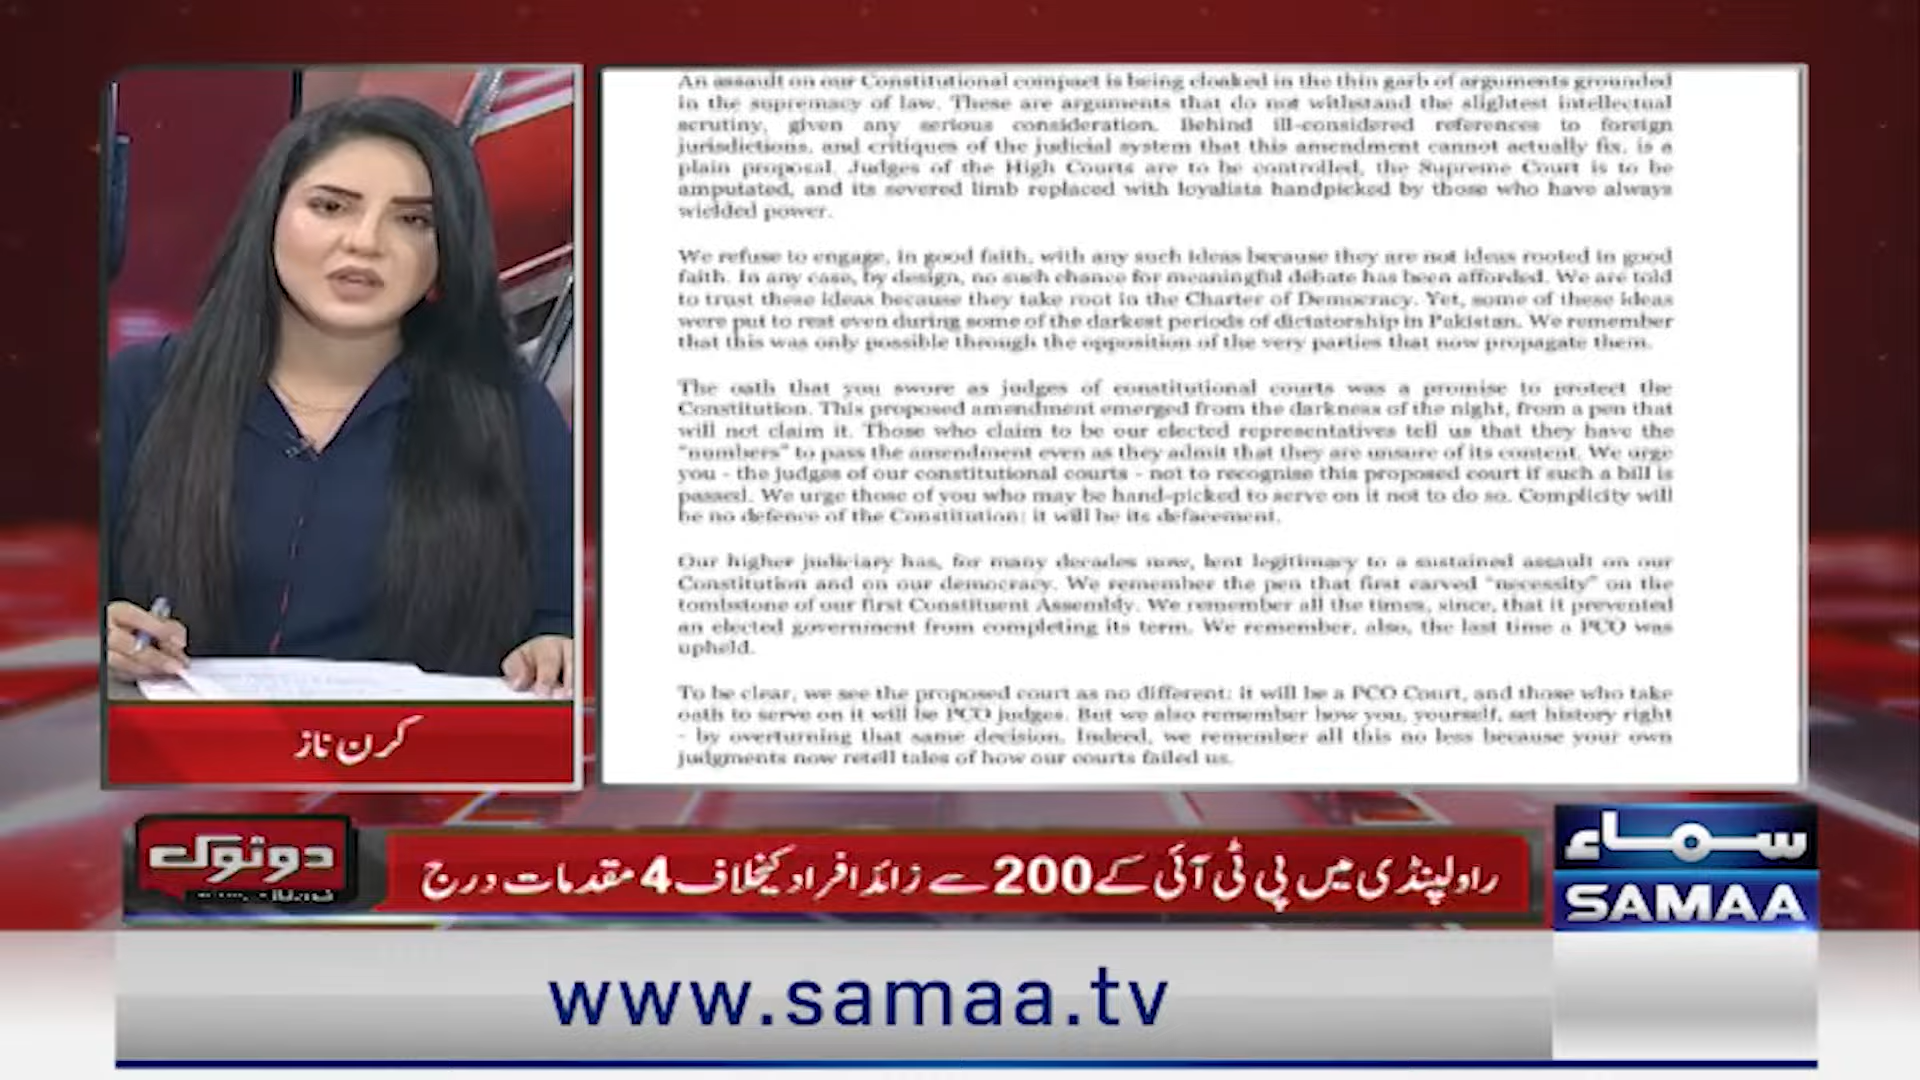 An assault on our Constitutional compact is being cloaked in the thin garb of arguments grounded
in the supremacy of law. These are arguments that do not withstand the slightest intellectual
scrutiny, given any serious consideration. Behind ill-considered references to foreign
jurisdictions, and critiques of the judicial system that this amendment cannot actually fix, is a
plain proposal. Judges of the High Courts are to be controlled, the Supreme Court is to be
amputated, and its severed limb replaced with loyalists handpicked by those who have always
wielded power.
We refuse to engage, in good faith, with any such ideas because they are not ideas rooted in good
faith. In any case, by design, no such chance for meaningful debate has been afforded. We are told
to trust these ideas because they take root in the Charter of Democracy. Yet, some of these ideas
were put to rest even during some of the darkest periods of dictatorship in Pakistan. We remember
that this was only possible through the opposition of the very parties that now propagate them.
The oath that you swore as judges of constitutional courts was a promise to protect the
Constitution. This proposed amendment emerged from the darkness of the night, from a pen that
will not claim it. Those who claim to be our elected representatives tell us that they have the
"numbers" to pass the amendment even as they admit that they are unsure of its content. We urge
you - the judges of our constitutional courts - not to recognise this proposed court if such a bill is
passed. We urge those of you who may be hand-picked to serve on it not to do so. Complicity will
be no defence of the Constitution; it will be its defacement.
Our higher judiciary has, for many decades now, lent legitimacy to a sustained assault on our
Constitution and on our democracy. We remember the pen that first carved "necessity" on the
tombstone of our first Constituent Assembly. We remember all the times, since, that it prevented
an elected government from completing its term. We remember, also, the last time a PCO was
upheld.
To be clear, we see the proposed court as no different: it will be a PCO Court, and those who take
oath to serve on it will be PCO judges. But we also remember how you, yourself, set history right
- by overturning that same decision. Indeed, we remember all this no less because your own
judgments now retell tales of how our courts failed us.
کرن ناز
دو ٹوک
راولپنڈی میں پی ٹی آئی کے 200 سے زائد افراد کیخلاف 4 مقدمات درج
سماء
SAMAA
www.samaa.tv